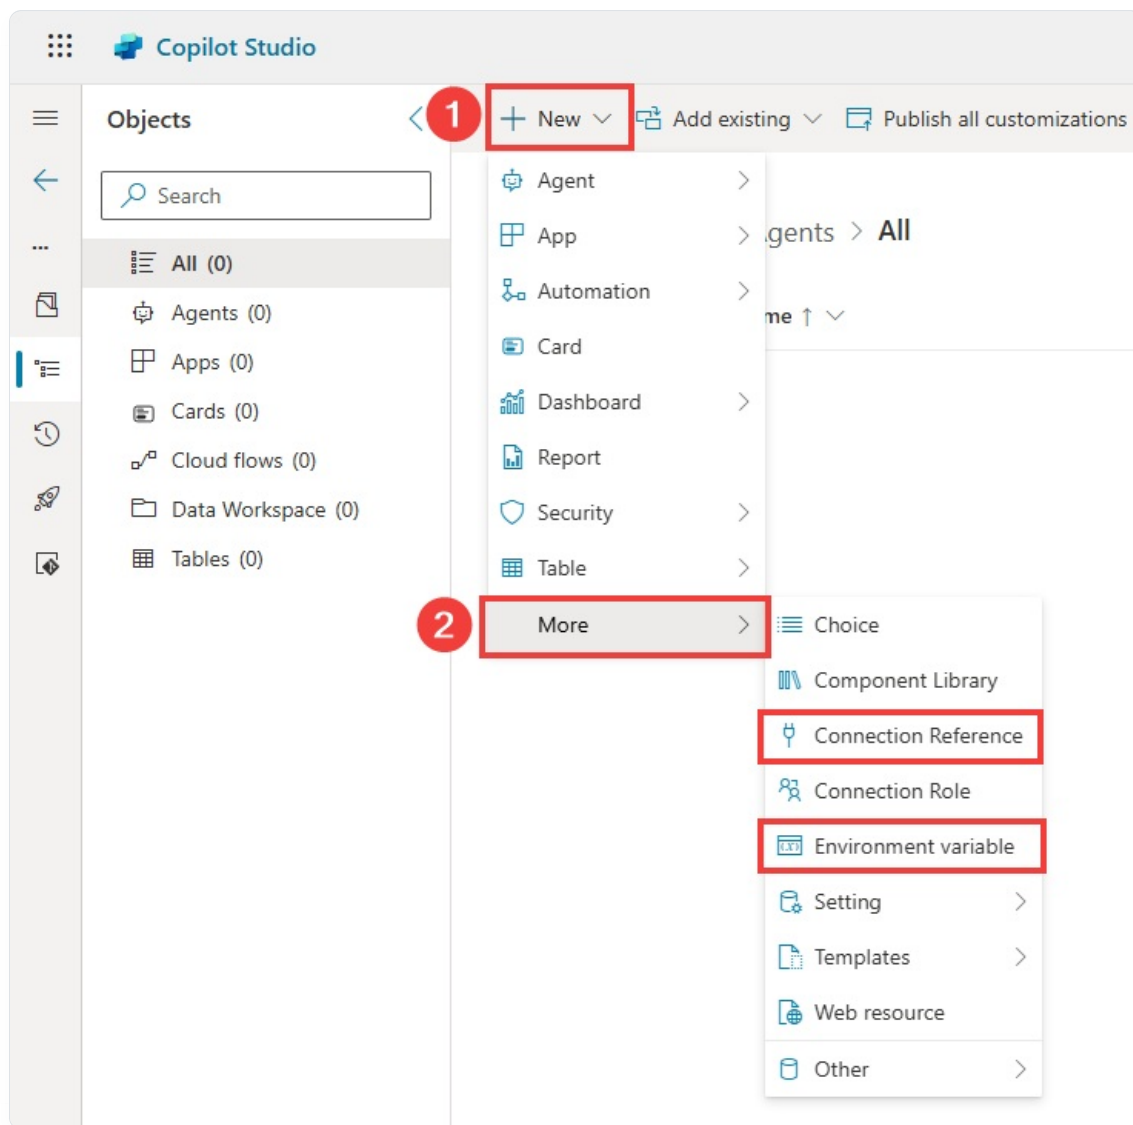 Copilot Studio
Objects
1
New
Add existing
Publish all customizations
Search
All (0)
Agents (0)
Apps (0)
Cards (0)
Cloud flows (0)
Data Workspace (0)
Tables (0)
Agent
App
Automation
Card
Dashboard
Report
Security
Table
2
More
gents > All
me ↑
Choice
Component Library
Connection Reference
Connection Role
Environment variable
Setting
Templates
Web resource
Other